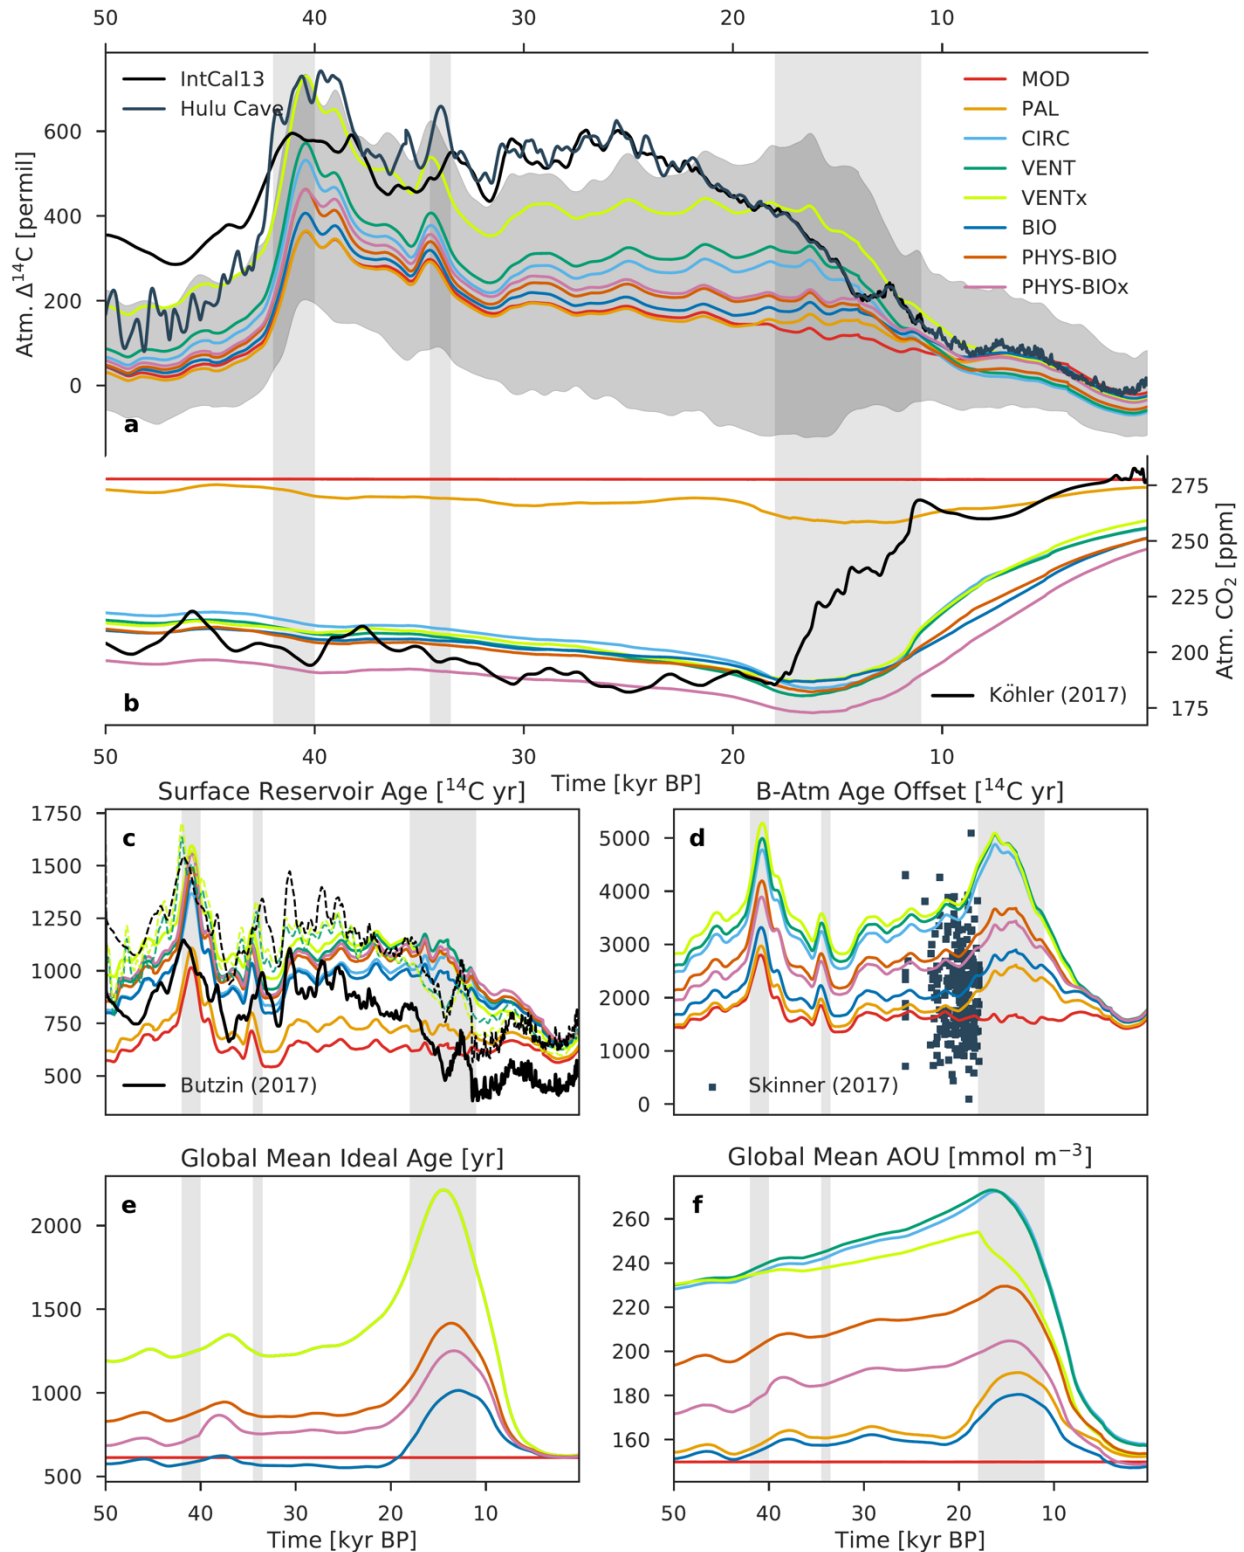 50 40 30 20 10
IntCal13
Hulu Cave
MOD
PAL
CIRC
VENT
VENTx
BIO
PHYS-BIO
PHYS-BIOx
Atm. Δ¹⁴C [permil]
600
400
200
0
a
275
250
225
200
175
Atm. CO₂ [ppm]
b
Köhler (2017)
50 40 30 20 10
Time [kyr BP]
Surface Reservoir Age [¹⁴C yr]
1750
1500
1250
1000
750
500
c
Butzin (2017)
B-Atm Age Offset [¹⁴C yr]
5000
4000
3000
2000
1000
0
d
Skinner (2017)
Global Mean Ideal Age [yr]
2000
1500
1000
500
e
50 40 30 20 10
Time [kyr BP]
Global Mean AOU [mmol m⁻³]
260
240
220
200
180
160
f
50 40 30 20 10
Time [kyr BP]